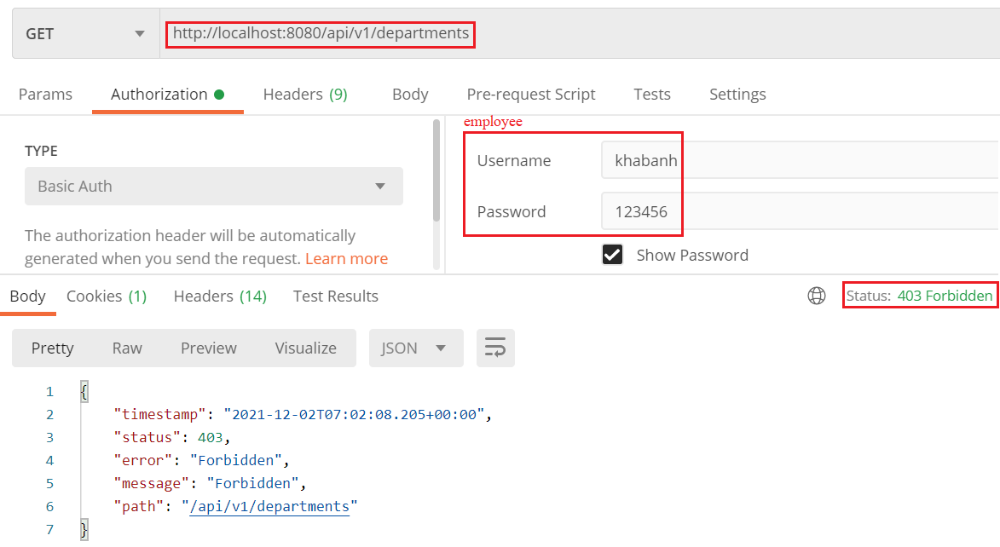 GET http://localhost:8080/api/v1/departments
Params Authorization Headers (9) Body Pre-request Script Tests Settings
employee
TYPE
Basic Auth
The authorization header will be automatically
generated when you send the request. Learn more
Username khabanh
Password 123456
Show Password
Body Cookies (1) Headers (14) Test Results Status: 403 Forbidden
Pretty Raw Preview Visualize JSON
1 {
2 "timestamp": "2021-12-02T07:02:08.205+00:00",
3 "status": 403,
4 "error": "Forbidden",
5 "message": "Forbidden",
6 "path": "/api/v1/departments"
7 }